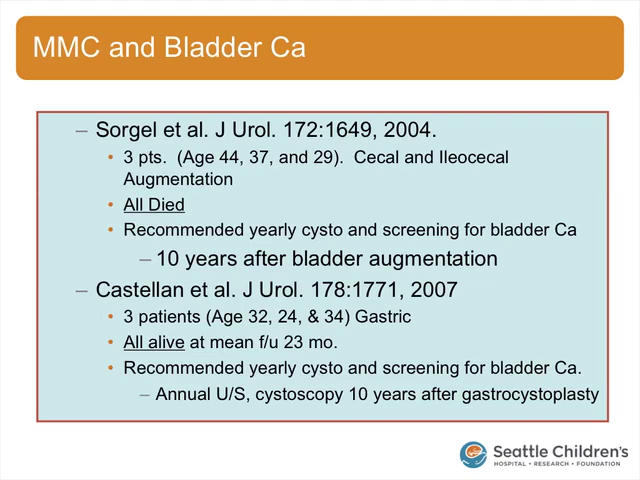 MMC and Bladder Ca
– Sorgel et al. J Urol. 172:1649, 2004.
• 3 pts. (Age 44, 37, and 29). Cecal and Ileocecal
Augmentation
• All Died
• Recommended yearly cysto and screening for bladder Ca
– 10 years after bladder augmentation
– Castellan et al. J Urol. 178:1771, 2007
• 3 patients (Age 32, 24, & 34) Gastric
• All alive at mean f/u 23 mo.
• Recommended yearly cysto and screening for bladder Ca.
– Annual U/S, cystoscopy 10 years after gastrocystoplasty
Seattle Children's
HOSPITAL • RESEARCH • FOUNDATION